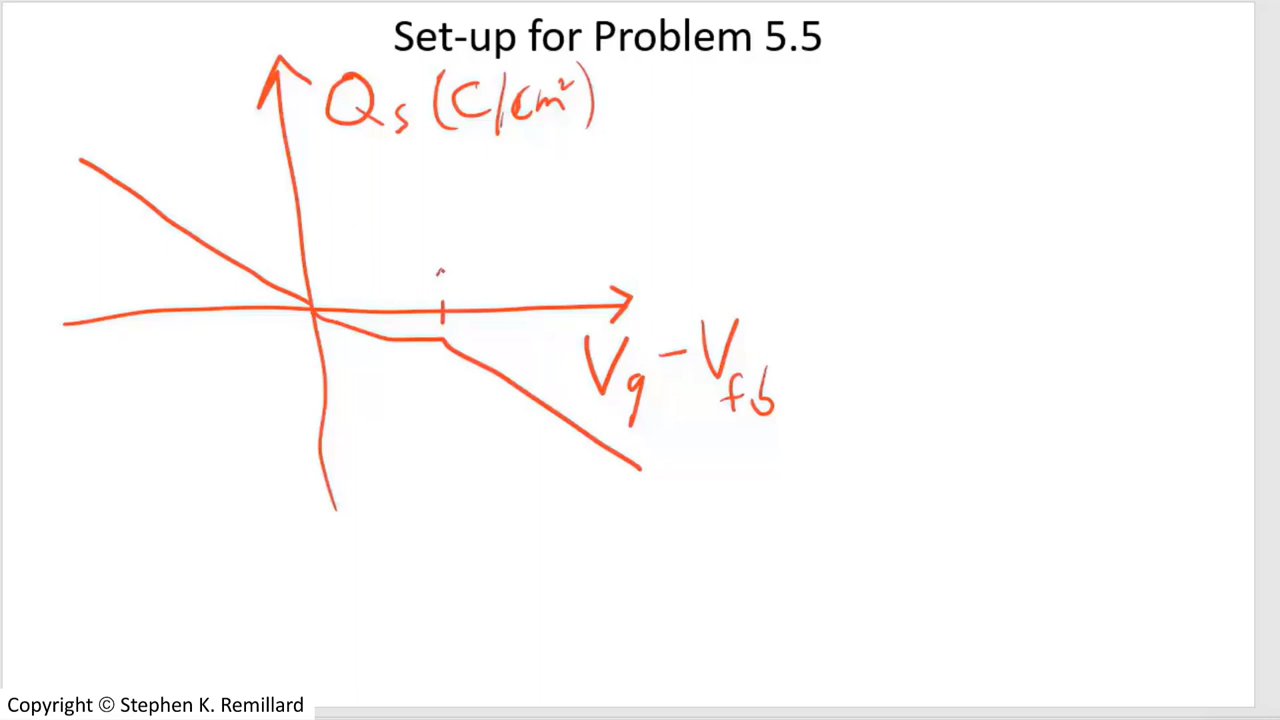 Set-up for Problem 5.5
Qs (C/cm²)
Vg - Vfb
Copyright © Stephen K. Remillard